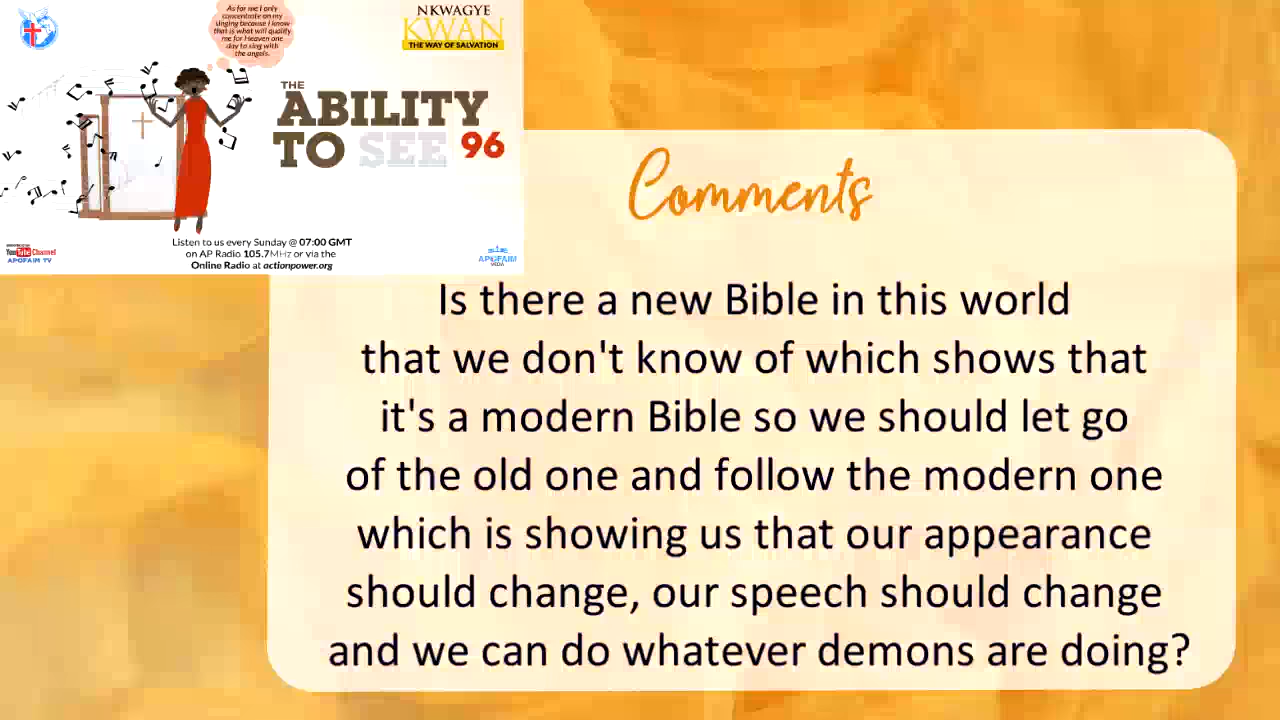 As for me I only
concentrate on my
singing because I know
that is what will qualify
me for Heaven one
day to sing with
the angels.
NKWAGYE
KWAN
THE WAY OF SALVATION
THE
ABILITY
TO SEE 96
Listen to us every Sunday @ 07:00 GMT
on AP Radio 105.7MHz or via the
Online Radio at actionpower.org
YouTube Channel
APOFAIM TV
APOFAIM
MEDIA
Comments
Is there a new Bible in this world
that we don't know of which shows that
it's a modern Bible so we should let go
of the old one and follow the modern one
which is showing us that our appearance
should change, our speech should change
and we can do whatever demons are doing?